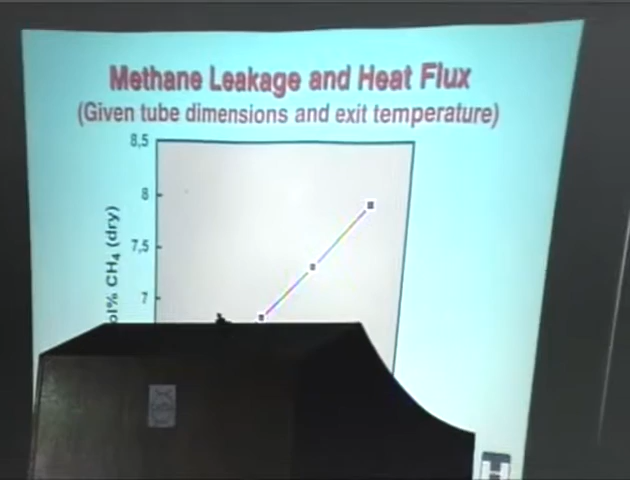 Methane Leakage and Heat Flux
(Given tube dimensions and exit temperature)
8,5
8
7,5
7
ol% CH₄ (dry)
H